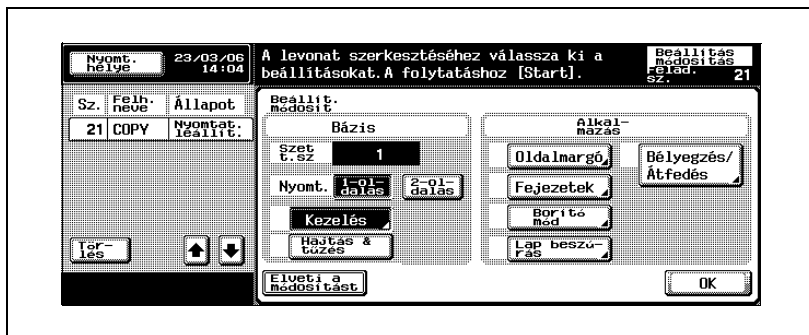 Nyomt.
helye
23/03/06
14:04
A levonat szerkesztéséhez válassza ki a
beállításokat. A folytatáshoz [Start].
Beállítás
módosítás
Felad.
sz. 21
Sz. Felh.
neve Állapot
21 COPY Nyomtat.
leállít.
Tör-
lés
Beállít.
módosít
Bázis
Szet
t.sz 1
Nyomt. 1-ol-
dalas 2-ol-
dalas
Kezelés
Hajtás &
tűzés
Elveti a
módosítást
Alkal-
mazás
Oldalmargó
Fejezetek
Borító
mód
Lap beszú-
rás
Bélyegzés/
Átfedés
OK